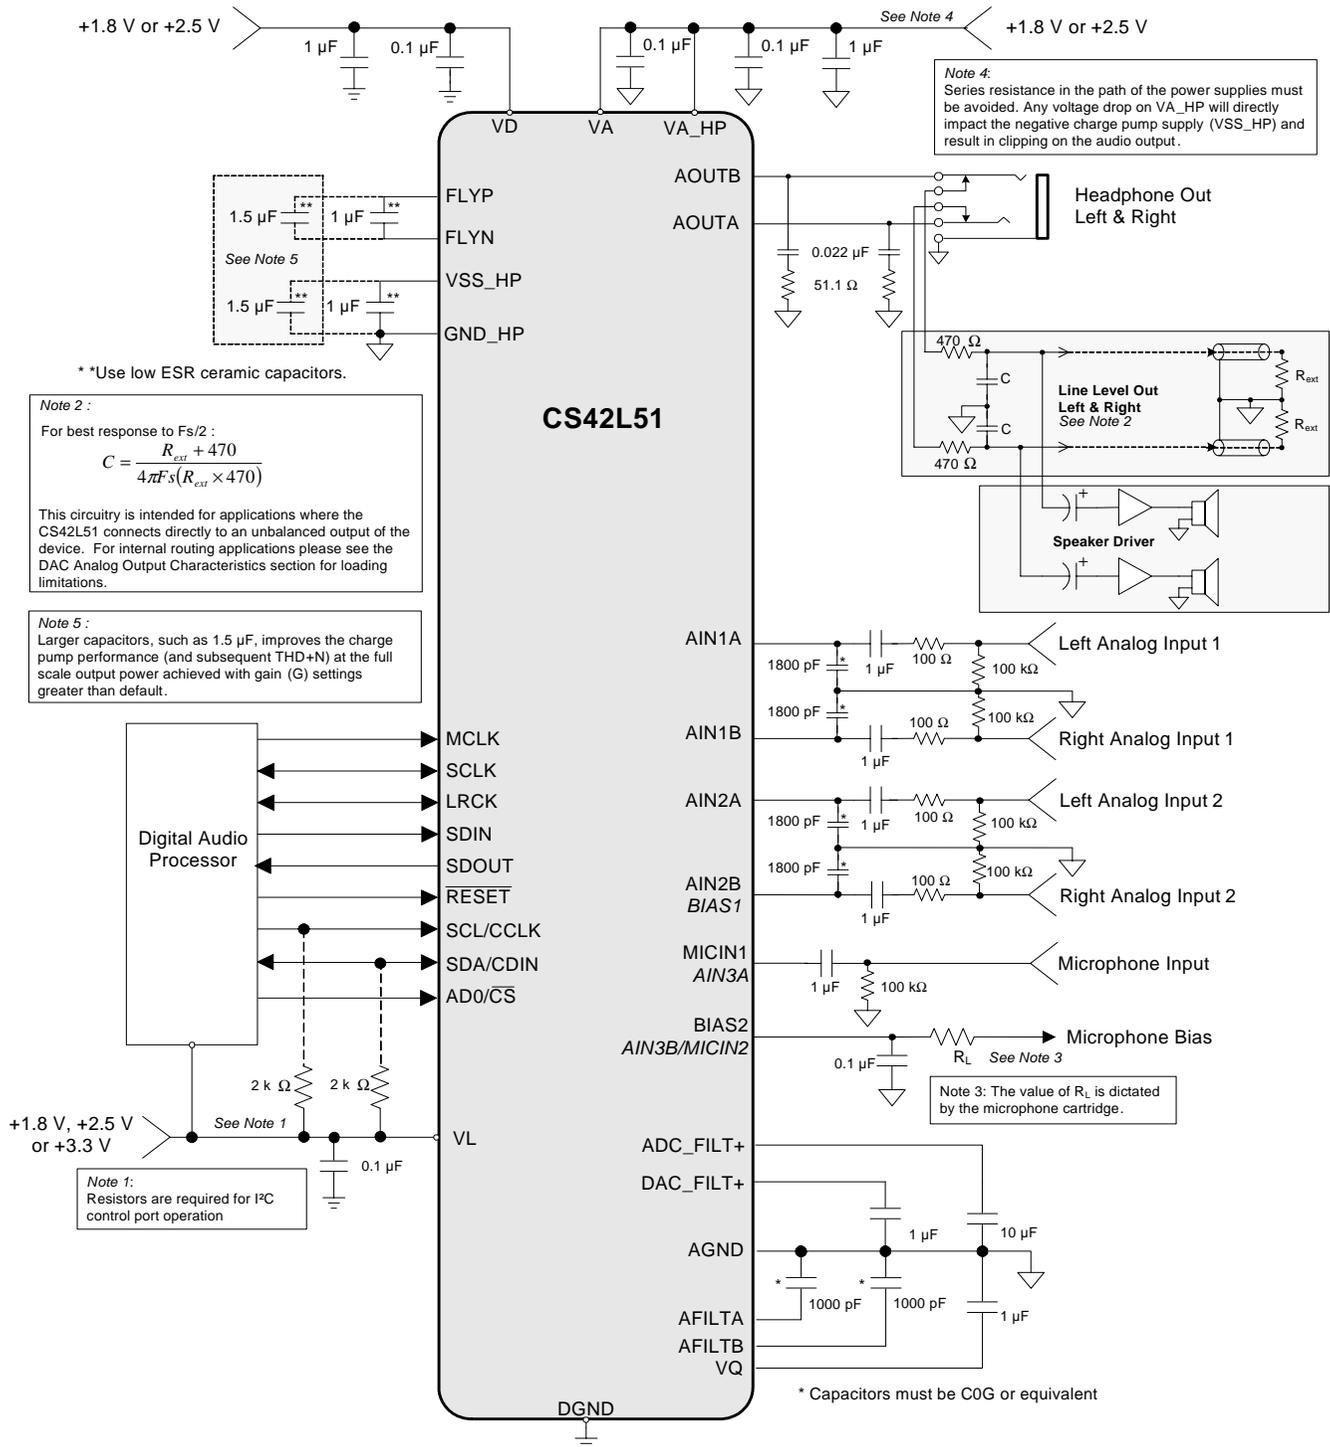 +1.8 V or +2.5 V
1 µF
0.1 µF
0.1 µF
0.1 µF
1 µF
See Note 4
+1.8 V or +2.5 V
Note 4:
Series resistance in the path of the power supplies must
be avoided. Any voltage drop on VA_HP will directly
impact the negative charge pump supply (VSS_HP) and
result in clipping on the audio output.
VD
VA
VA_HP
FLYP
FLYN
VSS_HP
GND_HP
1.5 µF
**
1 µF
**
See Note 5
1.5 µF
**
1 µF
**
* *Use low ESR ceramic capacitors.
AOUTB
AOUTA
Headphone Out
Left & Right
0.022 µF
51.1 Ω
470 Ω
C
C
470 Ω
Line Level Out
Left & Right
See Note 2
Rext
Rext
Speaker Driver
+
+
CS42L51
Note 2 :
For best response to Fs/2 :
C = (Rext + 470) / (4πFs(Rext × 470))
This circuitry is intended for applications where the
CS42L51 connects directly to an unbalanced output of the
device. For internal routing applications please see the
DAC Analog Output Characteristics section for loading
limitations.
Note 5 :
Larger capacitors, such as 1.5 µF, improves the charge
pump performance (and subsequent THD+N) at the full
scale output power achieved with gain (G) settings
greater than default.
AIN1A
1800 pF
*
1 µF
100 Ω
100 kΩ
Left Analog Input 1
1800 pF
*
100 Ω
100 kΩ
AIN1B
1 µF
Right Analog Input 1
AIN2A
1800 pF
*
1 µF
100 Ω
100 kΩ
Left Analog Input 2
1800 pF
*
100 Ω
100 kΩ
AIN2B
BIAS1
1 µF
Right Analog Input 2
MICIN1
AIN3A
1 µF
100 kΩ
Microphone Input
BIAS2
AIN3B/MICIN2
0.1 µF
RL
See Note 3
Microphone Bias
Note 3: The value of RL is dictated
by the microphone cartridge.
Digital Audio
Processor
MCLK
SCLK
LRCK
SDIN
SDOUT
RESET
SCL/CCLK
SDA/CDIN
AD0/CS
2 k Ω
2 k Ω
+1.8 V, +2.5 V
or +3.3 V
See Note 1
VL
0.1 µF
Note 1:
Resistors are required for I²C
control port operation
ADC_FILT+
DAC_FILT+
1 µF
10 µF
AGND
*
1000 pF
*
1000 pF
1 µF
AFILTA
AFILTB
VQ
* Capacitors must be C0G or equivalent
DGND